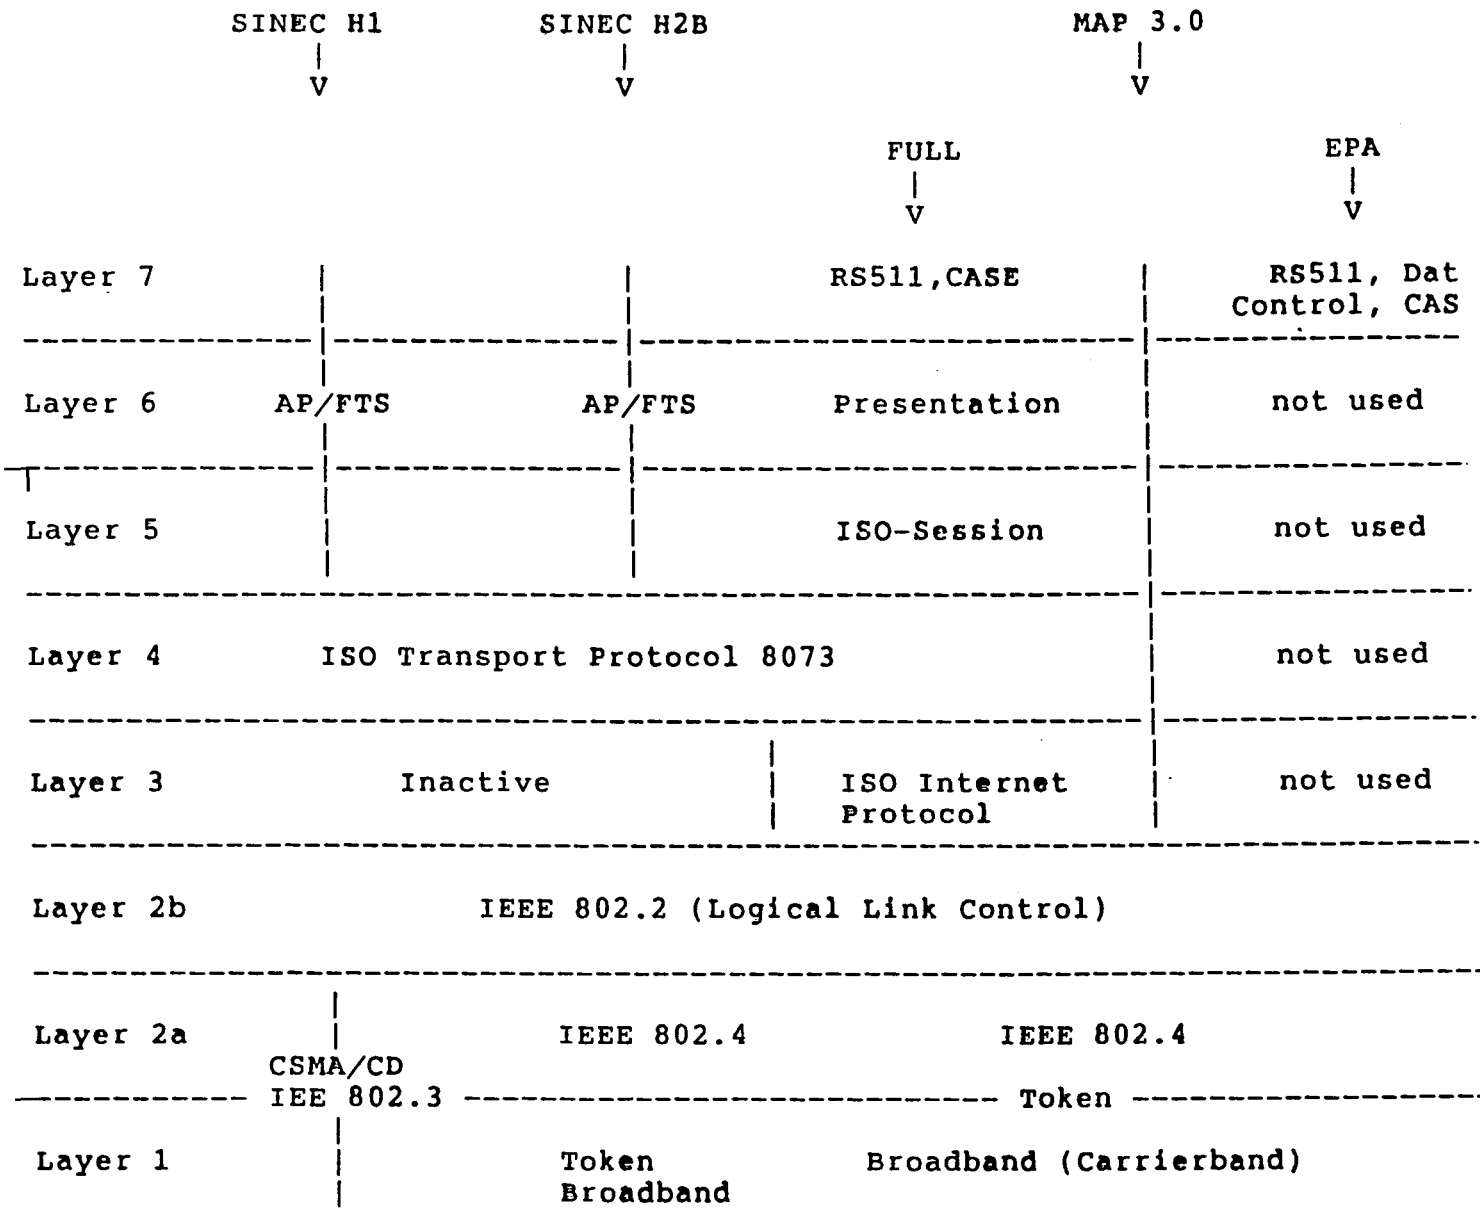 SINEC H1 SINEC H2B MAP 3.0
| | |
V V V
FULL EPA
| |
V V
Layer 7 RS511,CASE RS511, Dat
Control, CAS
Layer 6 AP/FTS AP/FTS Presentation not used
Layer 5 ISO-Session not used
Layer 4 ISO Transport Protocol 8073 not used
Layer 3 Inactive ISO Internet not used
Protocol
Layer 2b IEEE 802.2 (Logical Link Control)
Layer 2a IEEE 802.4 IEEE 802.4
CSMA/CD
IEE 802.3 Token
Layer 1 Token Broadband (Carrierband)
Broadband